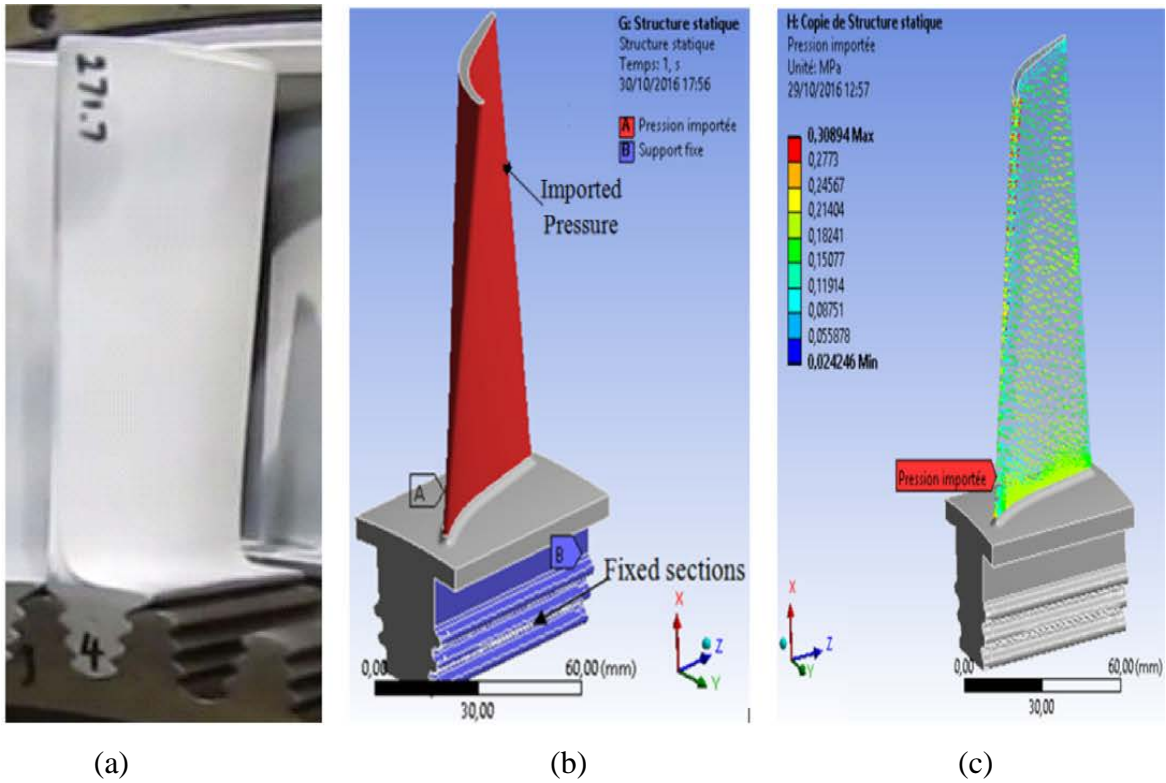 271.7
4
G: Structure statique
Structure statique
Temps: 1, s
30/10/2016 17:56
A Pression importée
B Support fixe
Imported
Pressure
A
B
Fixed sections
X
Z
Y
0,00
60,00 (mm)
30,00
H: Copie de Structure statique
Pression importée
Unité: MPa
29/10/2016 12:57
0,30894 Max
0,2773
0,24567
0,21404
0,18241
0,15077
0,11914
0,08751
0,055878
0,024246 Min
Pression importée
X
Z
Y
0,00
60,00 (mm)
30,00
(a)
(b)
(c)